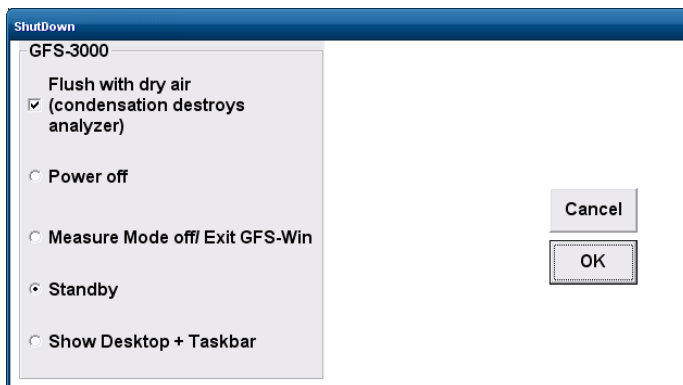 ShutDown
GFS-3000
Flush with dry air
(condensation destroys
analyzer)
Power off
Measure Mode off/ Exit GFS-Win
Standby
Show Desktop + Taskbar
Cancel
OK